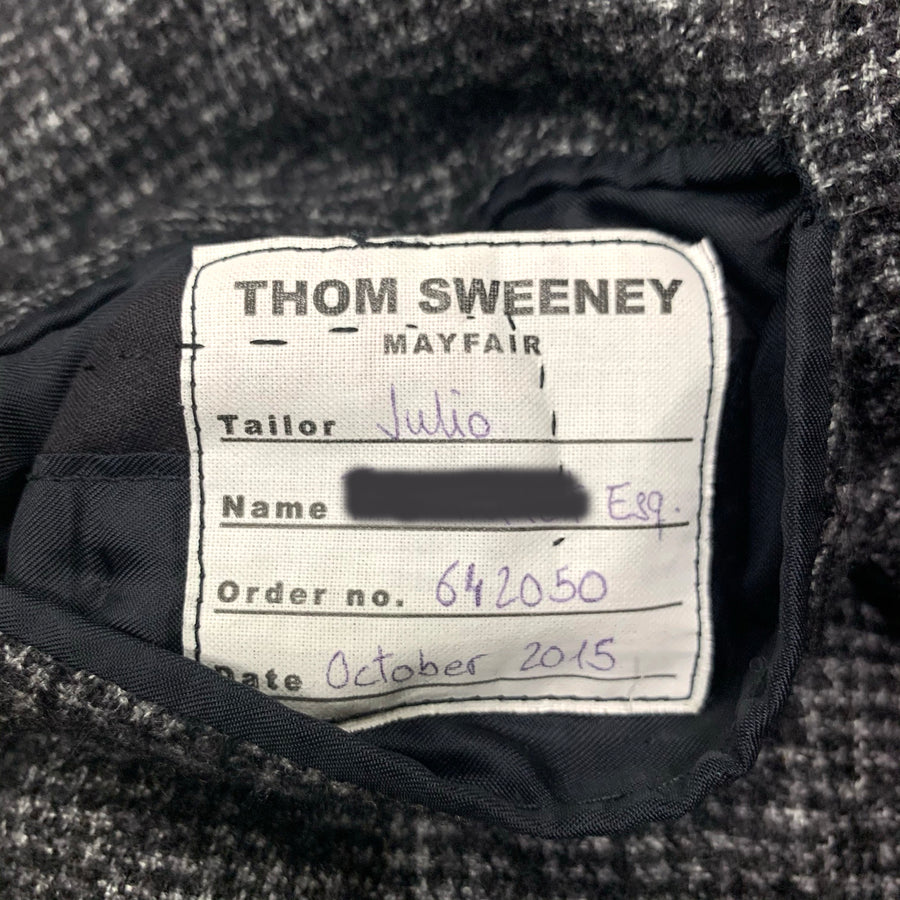 THOM SWEENEY
MAYFAIR
Tailor Julio
Name Esq.
Order no. 642050
Date October 2015